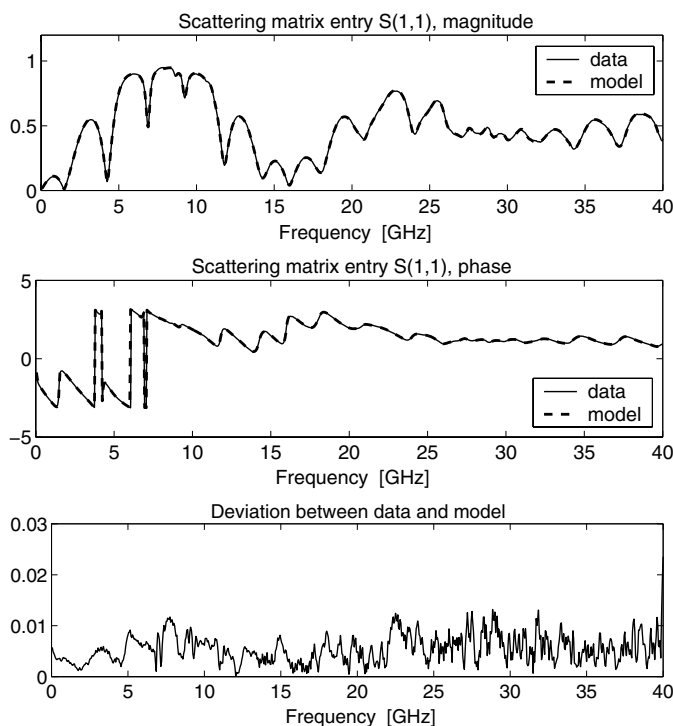 Scattering matrix entry S(1,1), magnitude
1
0.5
0
data
model
0 5 10 15 20 25 30 35 40
Frequency [GHz]
Scattering matrix entry S(1,1), phase
5
0
−5
data
model
0 5 10 15 20 25 30 35 40
Frequency [GHz]
Deviation between data and model
0.03
0.02
0.01
0
0 5 10 15 20 25 30 35 40
Frequency [GHz]